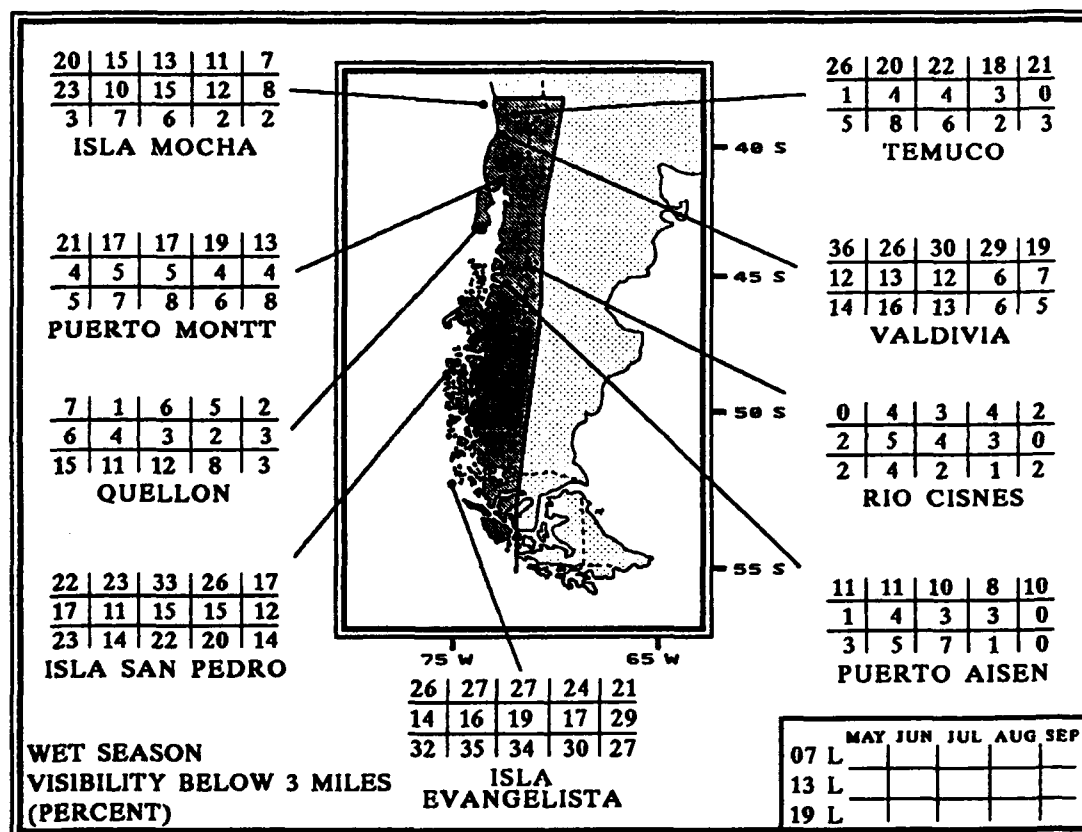 20 | 15 | 13 | 11 | 7
23 | 10 | 15 | 12 | 8
3 | 7 | 6 | 2 | 2
ISLA MOCHA
21 | 17 | 17 | 19 | 13
4 | 5 | 5 | 4 | 4
5 | 7 | 8 | 6 | 8
PUERTO MONTT
7 | 1 | 6 | 5 | 2
6 | 4 | 3 | 2 | 3
15 | 11 | 12 | 8 | 3
QUELLON
22 | 23 | 33 | 26 | 17
17 | 11 | 15 | 15 | 12
23 | 14 | 22 | 20 | 14
ISLA SAN PEDRO
40 S
45 S
50 S
55 S
75 W
65 W
26 | 27 | 27 | 24 | 21
14 | 16 | 19 | 17 | 29
32 | 35 | 34 | 30 | 27
ISLA
EVANGELISTA
26 | 20 | 22 | 18 | 21
1 | 4 | 4 | 3 | 0
5 | 8 | 6 | 2 | 3
TEMUCO
36 | 26 | 30 | 29 | 19
12 | 13 | 12 | 6 | 7
14 | 16 | 13 | 6 | 5
VALDIVIA
0 | 4 | 3 | 4 | 2
2 | 5 | 4 | 3 | 0
2 | 4 | 2 | 1 | 2
RIO CISNES
11 | 11 | 10 | 8 | 10
1 | 4 | 3 | 3 | 0
3 | 5 | 7 | 1 | 0
PUERTO AISEN
WET SEASON
VISIBILITY BELOW 3 MILES
(PERCENT)
MAY JUN JUL AUG SEP
07 L
13 L
19 L